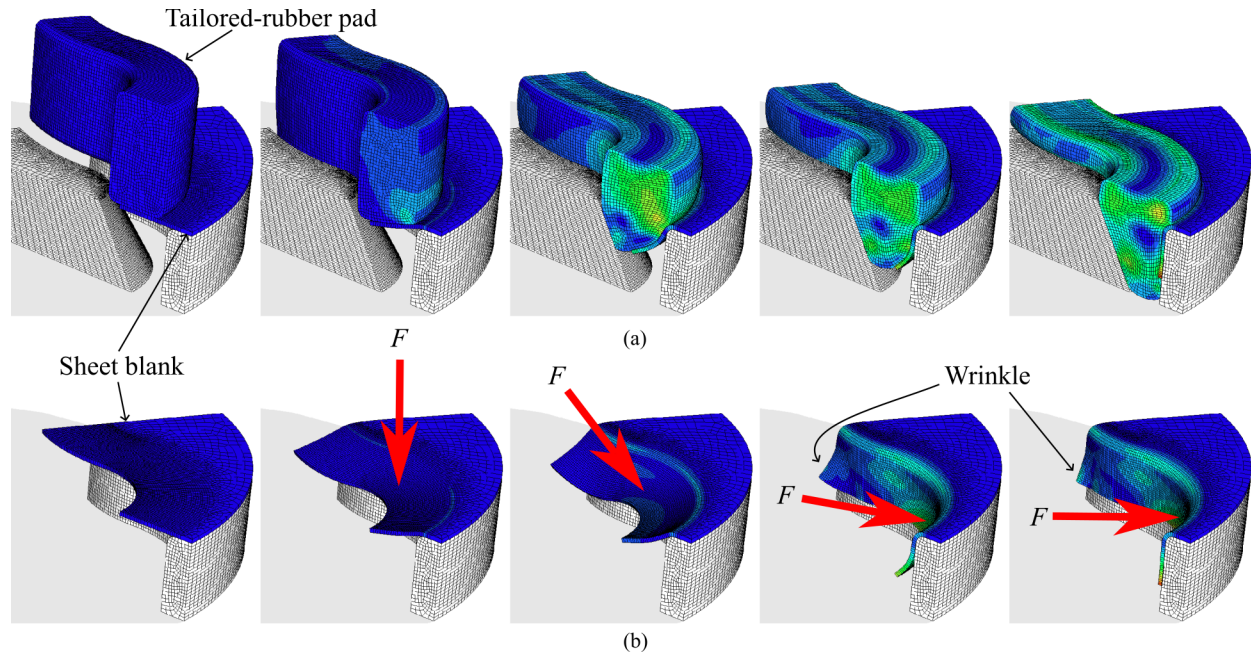 Tailored-rubber pad
(a)
Sheet blank
F
F
F
F
Wrinkle
(b)